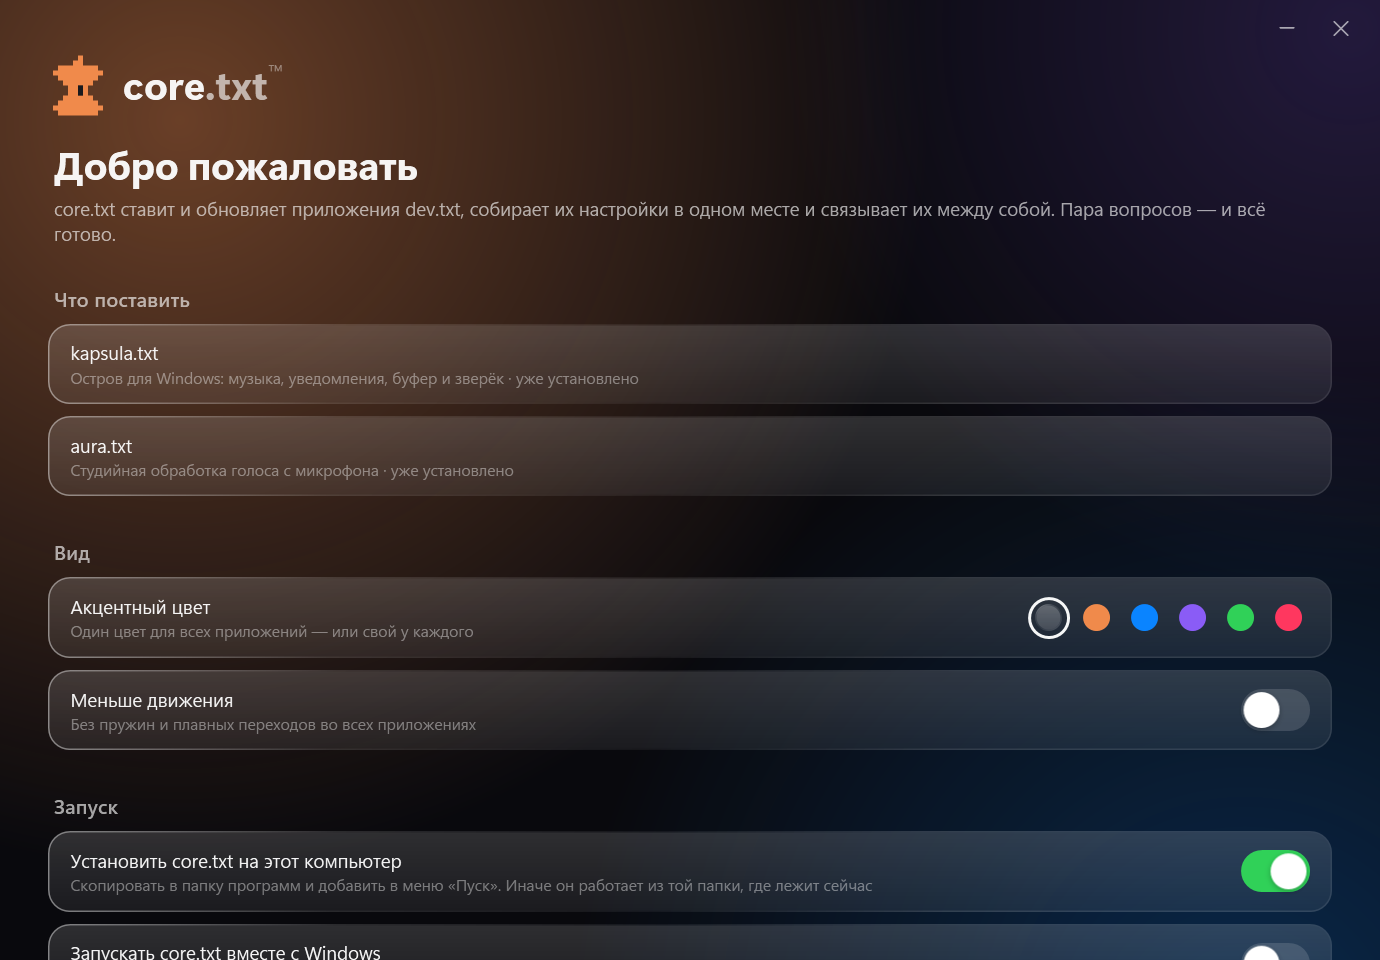 core.txt™
Добро пожаловать
core.txt ставит и обновляет приложения dev.txt, собирает их настройки в одном месте и связывает их между собой. Пара вопросов — и всё
готово.
Что поставить
kapsula.txt
Остров для Windows: музыка, уведомления, буфер и зверёк · уже установлено
aura.txt
Студийная обработка голоса с микрофона · уже установлено
Вид
Акцентный цвет
Один цвет для всех приложений — или свой у каждого
Меньше движения
Без пружин и плавных переходов во всех приложениях
Запуск
Установить core.txt на этот компьютер
Скопировать в папку программ и добавить в меню «Пуск». Иначе он работает из той папки, где лежит сейчас
Запускать core.txt вместе с Windows